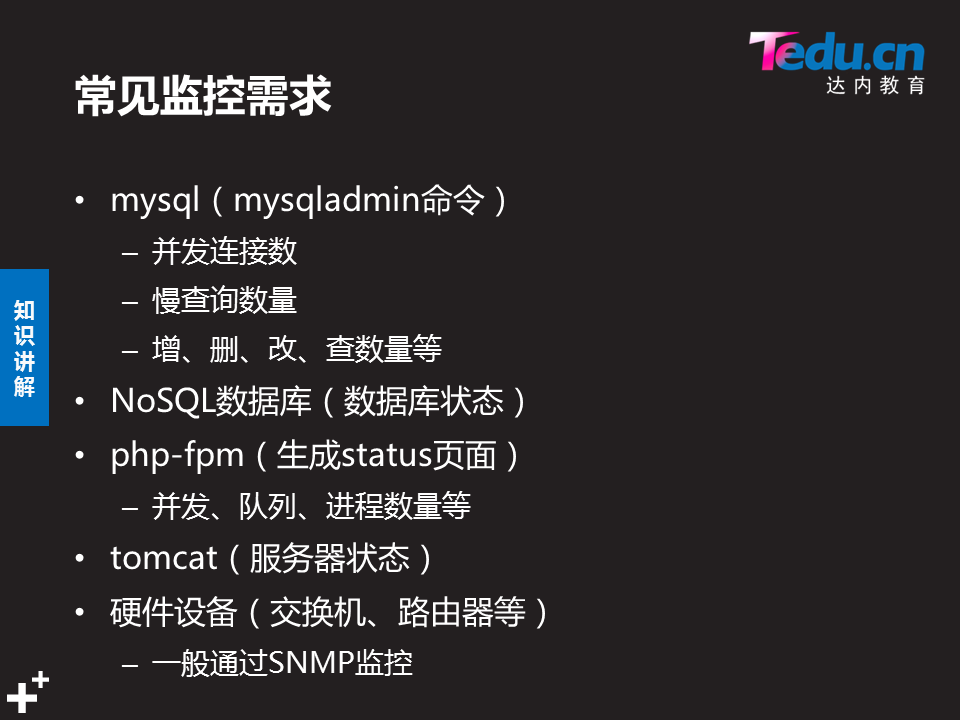 Tedu.cn
达内教育
常见监控需求
• mysql（mysqladmin命令）
– 并发连接数
– 慢查询数量
– 增、删、改、查数量等
• NoSQL数据库（数据库状态）
• php-fpm（生成status页面）
– 并发、队列、进程数量等
• tomcat（服务器状态）
• 硬件设备（交换机、路由器等）
– 一般通过SNMP监控
知识讲解